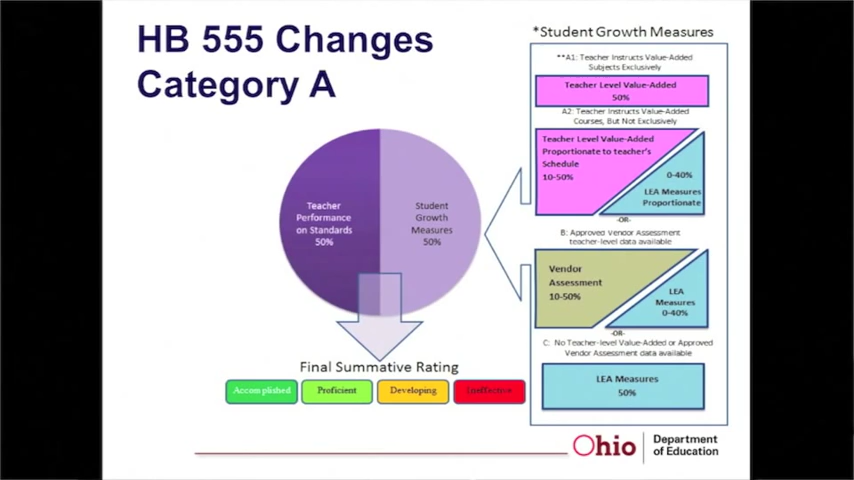 HB 555 Changes
Category A
*Student Growth Measures
**A1: Teacher Instructs Value-Added
Subjects Exclusively
Teacher Level Value-Added
50%
A2: Teacher Instructs Value-Added
Courses, But Not Exclusively
Teacher Level Value-Added
Proportionate to teacher's
Schedule
10-50%
0-40%
LEA Measures
Proportionate
-OR-
B: Approved Vendor Assessment
teacher-level data available
Vendor
Assessment
10-50%
LEA
Measures
0-40%
-OR-
C: No Teacher-level Value-Added or Approved
Vendor Assessment data available
LEA Measures
50%
Teacher
Performance
on Standards
50%
Student
Growth
Measures
50%
Final Summative Rating
Accomplished
Proficient
Developing
Ineffective
Ohio
Department
of Education